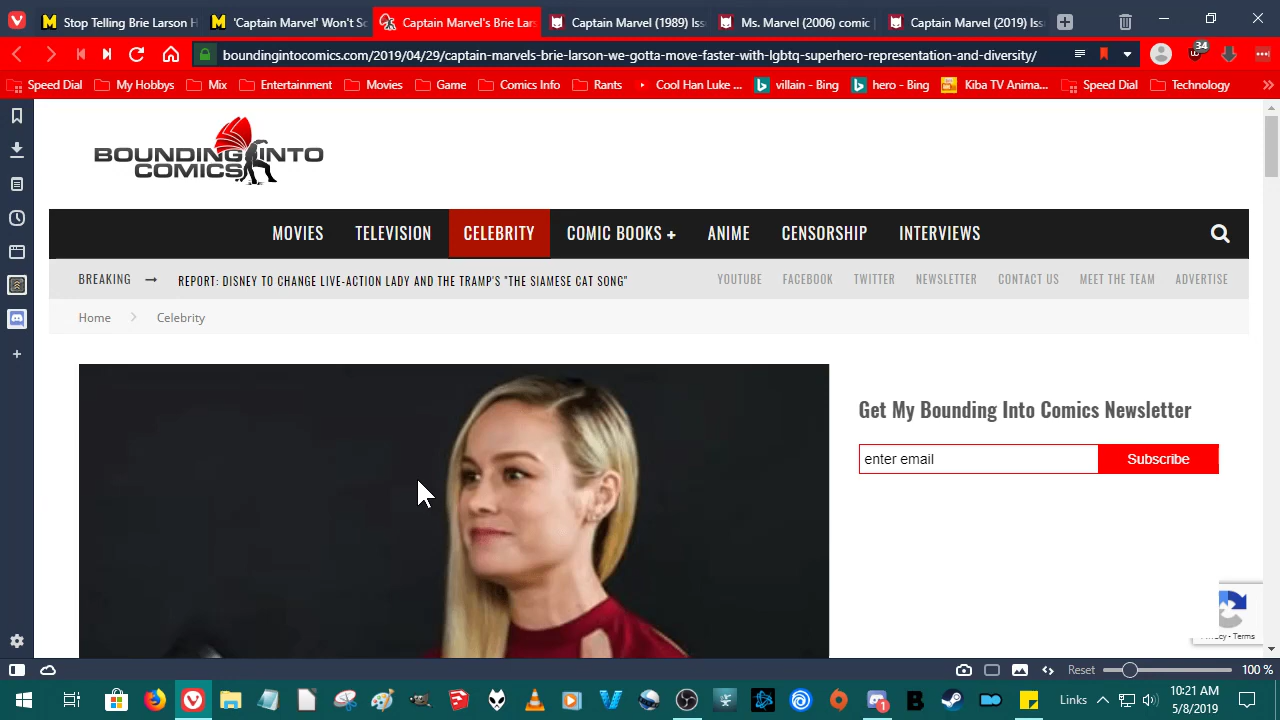 Stop Telling Brie Larson H
'Captain Marvel' Won't Sc
Captain Marvel's Brie Lars
Captain Marvel (1989) Iss
Ms. Marvel (2006) comic
Captain Marvel (2019) Iss
boundingintocomics.com/2019/04/29/captain-marvels-brie-larson-we-gotta-move-faster-with-lgbtq-superhero-representation-and-diversity/
34
Speed Dial
My Hobbys
Mix
Entertainment
Movies
Game
Comics Info
Rants
Cool Han Luke ...
villain - Bing
hero - Bing
Kiba TV Anima...
Speed Dial
Technology
BOUNDING INTO
COMICS
MOVIES
TELEVISION
CELEBRITY
COMIC BOOKS +
ANIME
CENSORSHIP
INTERVIEWS
BREAKING → REPORT: DISNEY TO CHANGE LIVE-ACTION LADY AND THE TRAMP'S "THE SIAMESE CAT SONG"
YOUTUBE
FACEBOOK
TWITTER
NEWSLETTER
CONTACT US
MEET THE TEAM
ADVERTISE
Home > Celebrity
Get My Bounding Into Comics Newsletter
enter email
Subscribe
Privacy - Terms
Reset
100 %
Links
10:21 AM
5/8/2019